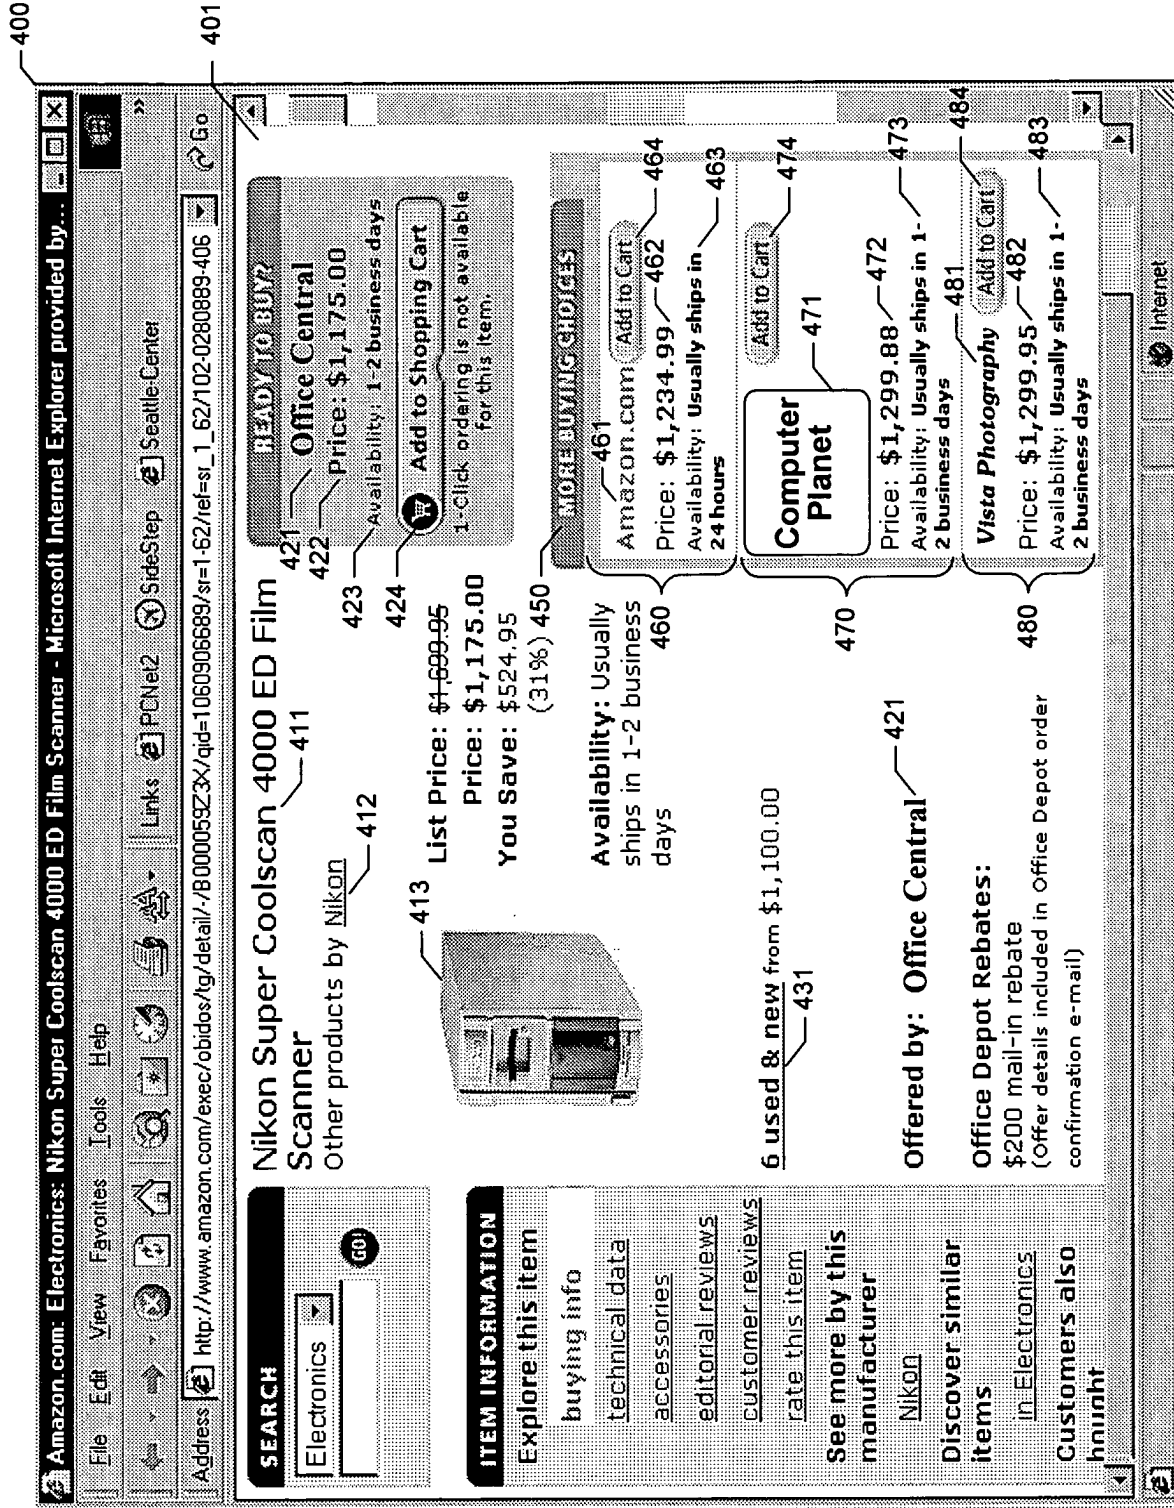 400
Amazon.com: Electronics: Nikon Super Coolscan 4000 ED Film Scanner - Microsoft Internet Explorer provided by...
File Edit View Favorites Tools Help
Links PCNet2 SideStep Seattle-Center »
Address http://www.amazon.com/exec/obidos/tg/detail/-/B000059Z3X/qid=1060906689/sr=1-62/ref=sr_1_62/102-0280889-406 Go
401
SEARCH
Electronics
GO!
ITEM INFORMATION
Explore this item
buying info
technical data
accessories
editorial reviews
customer reviews
rate this item
See more by this
manufacturer
Nikon
Discover similar
items
in Electronics
Customers also
bought
Nikon Super Coolscan 4000 ED Film
Scanner
411
Other products by Nikon
412
413
List Price: $1,699.95
Price: $1,175.00
You Save: $524.95
(31%)
Availability: Usually
ships in 1-2 business
days
6 used & new from $1,100.00
431
Offered by: Office Central
421
Office Depot Rebates:
$200 mail-in rebate
(Offer details included in Office Depot order
confirmation e-mail)
READY TO BUY?
421
Office Central
422
Price: $1,175.00
423
Availability: 1-2 business days
424
Add to Shopping Cart
1-Click ordering is not available
for this item.
450
MORE BUYING CHOICES
460
461
Amazon.com
Add to Cart
464
Price: $1,234.99
462
Availability: Usually ships in
24 hours
463
470
Computer
Planet
471
Add to Cart
474
Price: $1,299.88
472
Availability: Usually ships in 1-
2 business days
473
480
481
Vista Photography
Add to Cart
484
Price: $1,299.95
482
Availability: Usually ships in 1-
2 business days
483
Internet